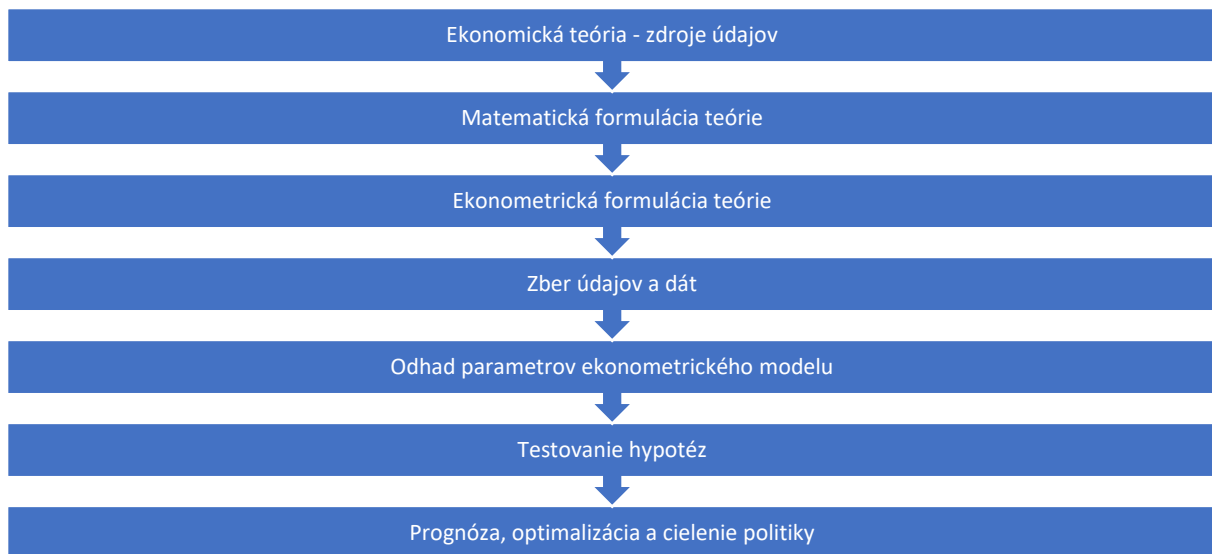 Ekonomická teória - zdroje údajov
Matematická formulácia teórie
Ekonometrická formulácia teórie
Zber údajov a dát
Odhad parametrov ekonometrického modelu
Testovanie hypotéz
Prognóza, optimalizácia a cielenie politiky